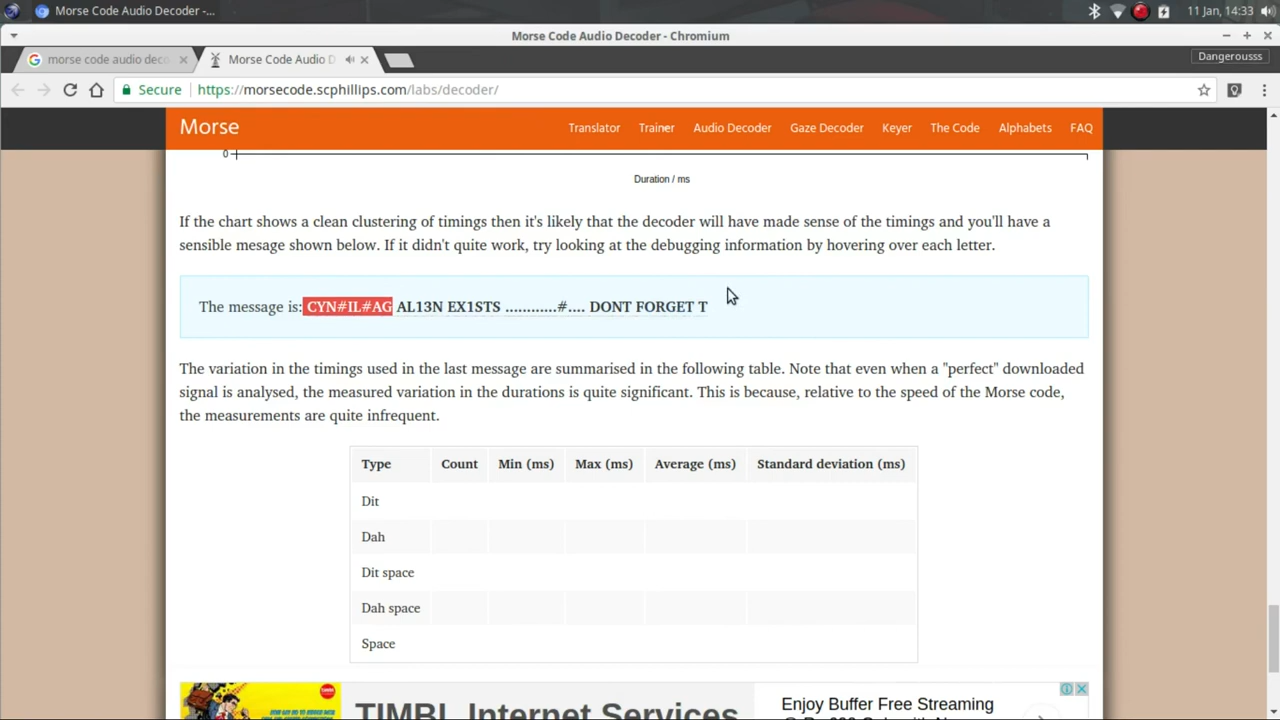 Morse Code Audio Decoder -...
11 Jan, 14:33
Morse Code Audio Decoder - Chromium
morse code audio deco
Morse Code Audio D
Dangerousss
Secure https://morsecode.scphillips.com/labs/decoder/
Morse Translator Trainer Audio Decoder Gaze Decoder Keyer The Code Alphabets FAQ
0
Duration / ms
If the chart shows a clean clustering of timings then it's likely that the decoder will have made sense of the timings and you'll have a
sensible mesage shown below. If it didn't quite work, try looking at the debugging information by hovering over each letter.
The message is: CYN#IL#AG AL13N EX1STS ............#.... DONT FORGET T
The variation in the timings used in the last message are summarised in the following table. Note that even when a "perfect" downloaded
signal is analysed, the measured variation in the durations is quite significant. This is because, relative to the speed of the Morse code,
the measurements are quite infrequent.
Type Count Min (ms) Max (ms) Average (ms) Standard deviation (ms)
Dit
Dah
Dit space
Dah space
Space
TIMBL Internet Services
Enjoy Buffer Free Streaming